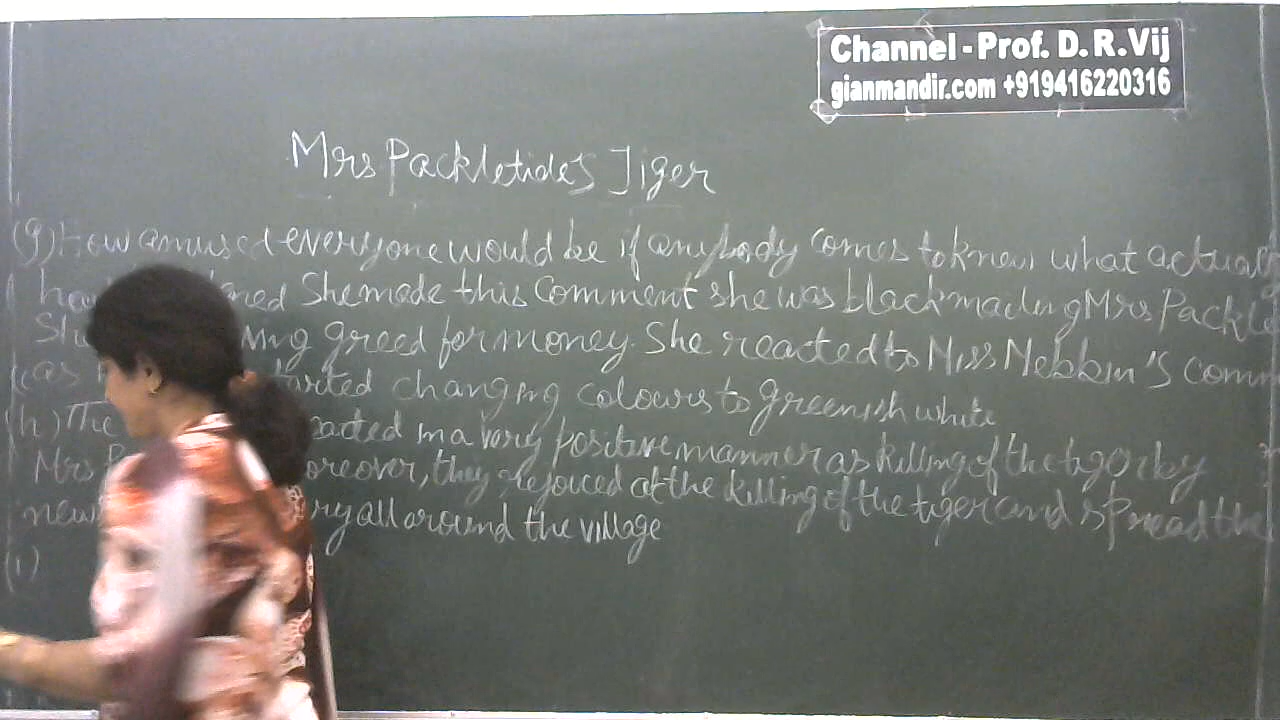 Channel - Prof. D. R. Vij
gianmandir.com +919416220316
Mrs Packletide's Tiger
(g) How amused everyone would be if anybody comes to know what actual
She made this comment she was blackmailing Mrs Packle
greed for money. She reacted to Miss Mebbin's comm
as changing colours to greenish white
(h) The in a very positive manner as killing of the tiger by
Mrs they rejoiced at the killing of the tiger and spread the
news all around the village
(i)